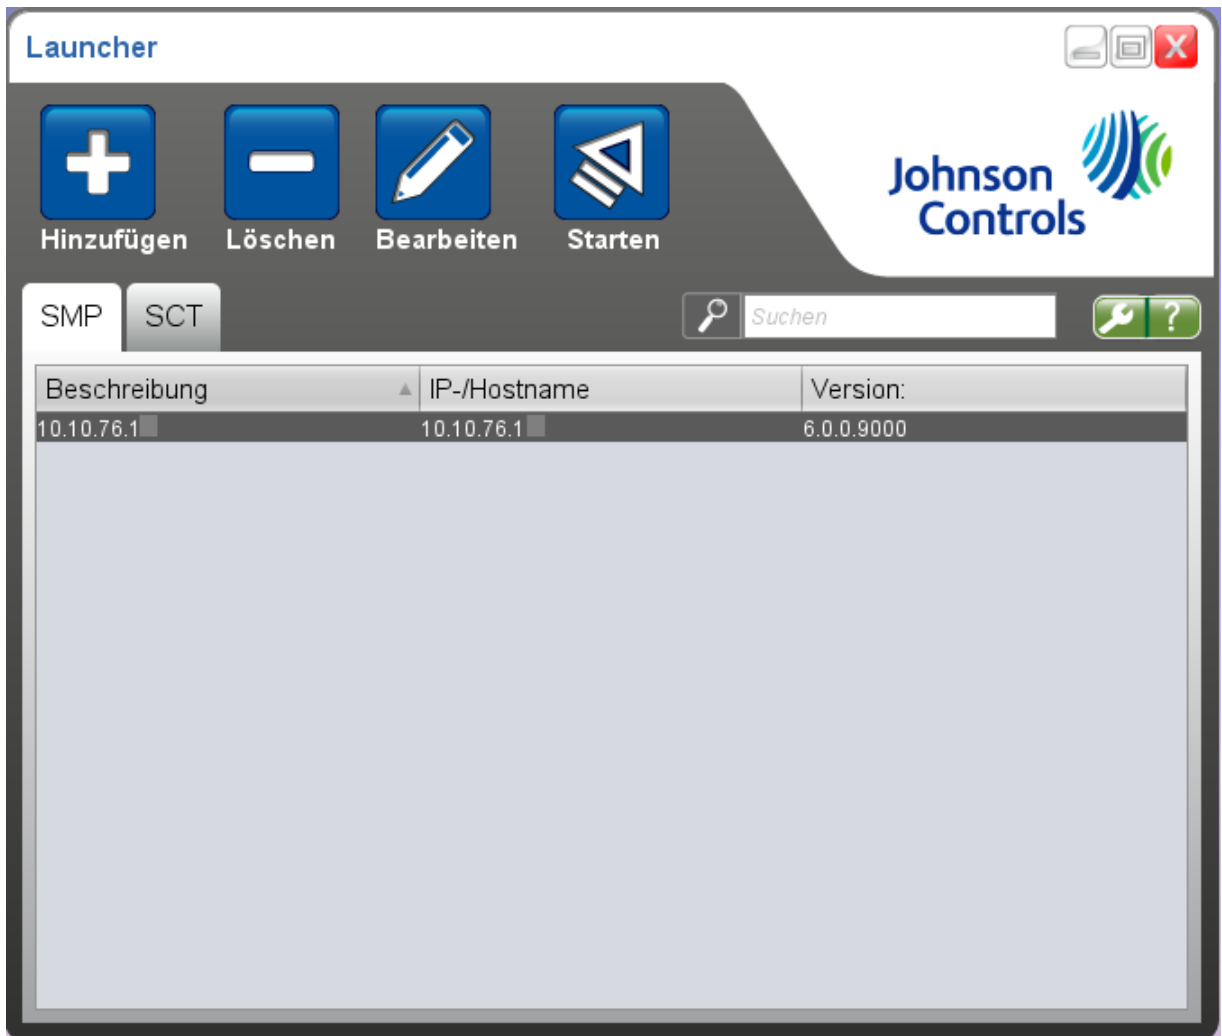 Launcher
Johnson
Controls
Hinzufügen Löschen Bearbeiten Starten
SMP SCT Suchen ?
Beschreibung IP-/Hostname Version:
10.10.76.1 10.10.76.1 6.0.0.9000